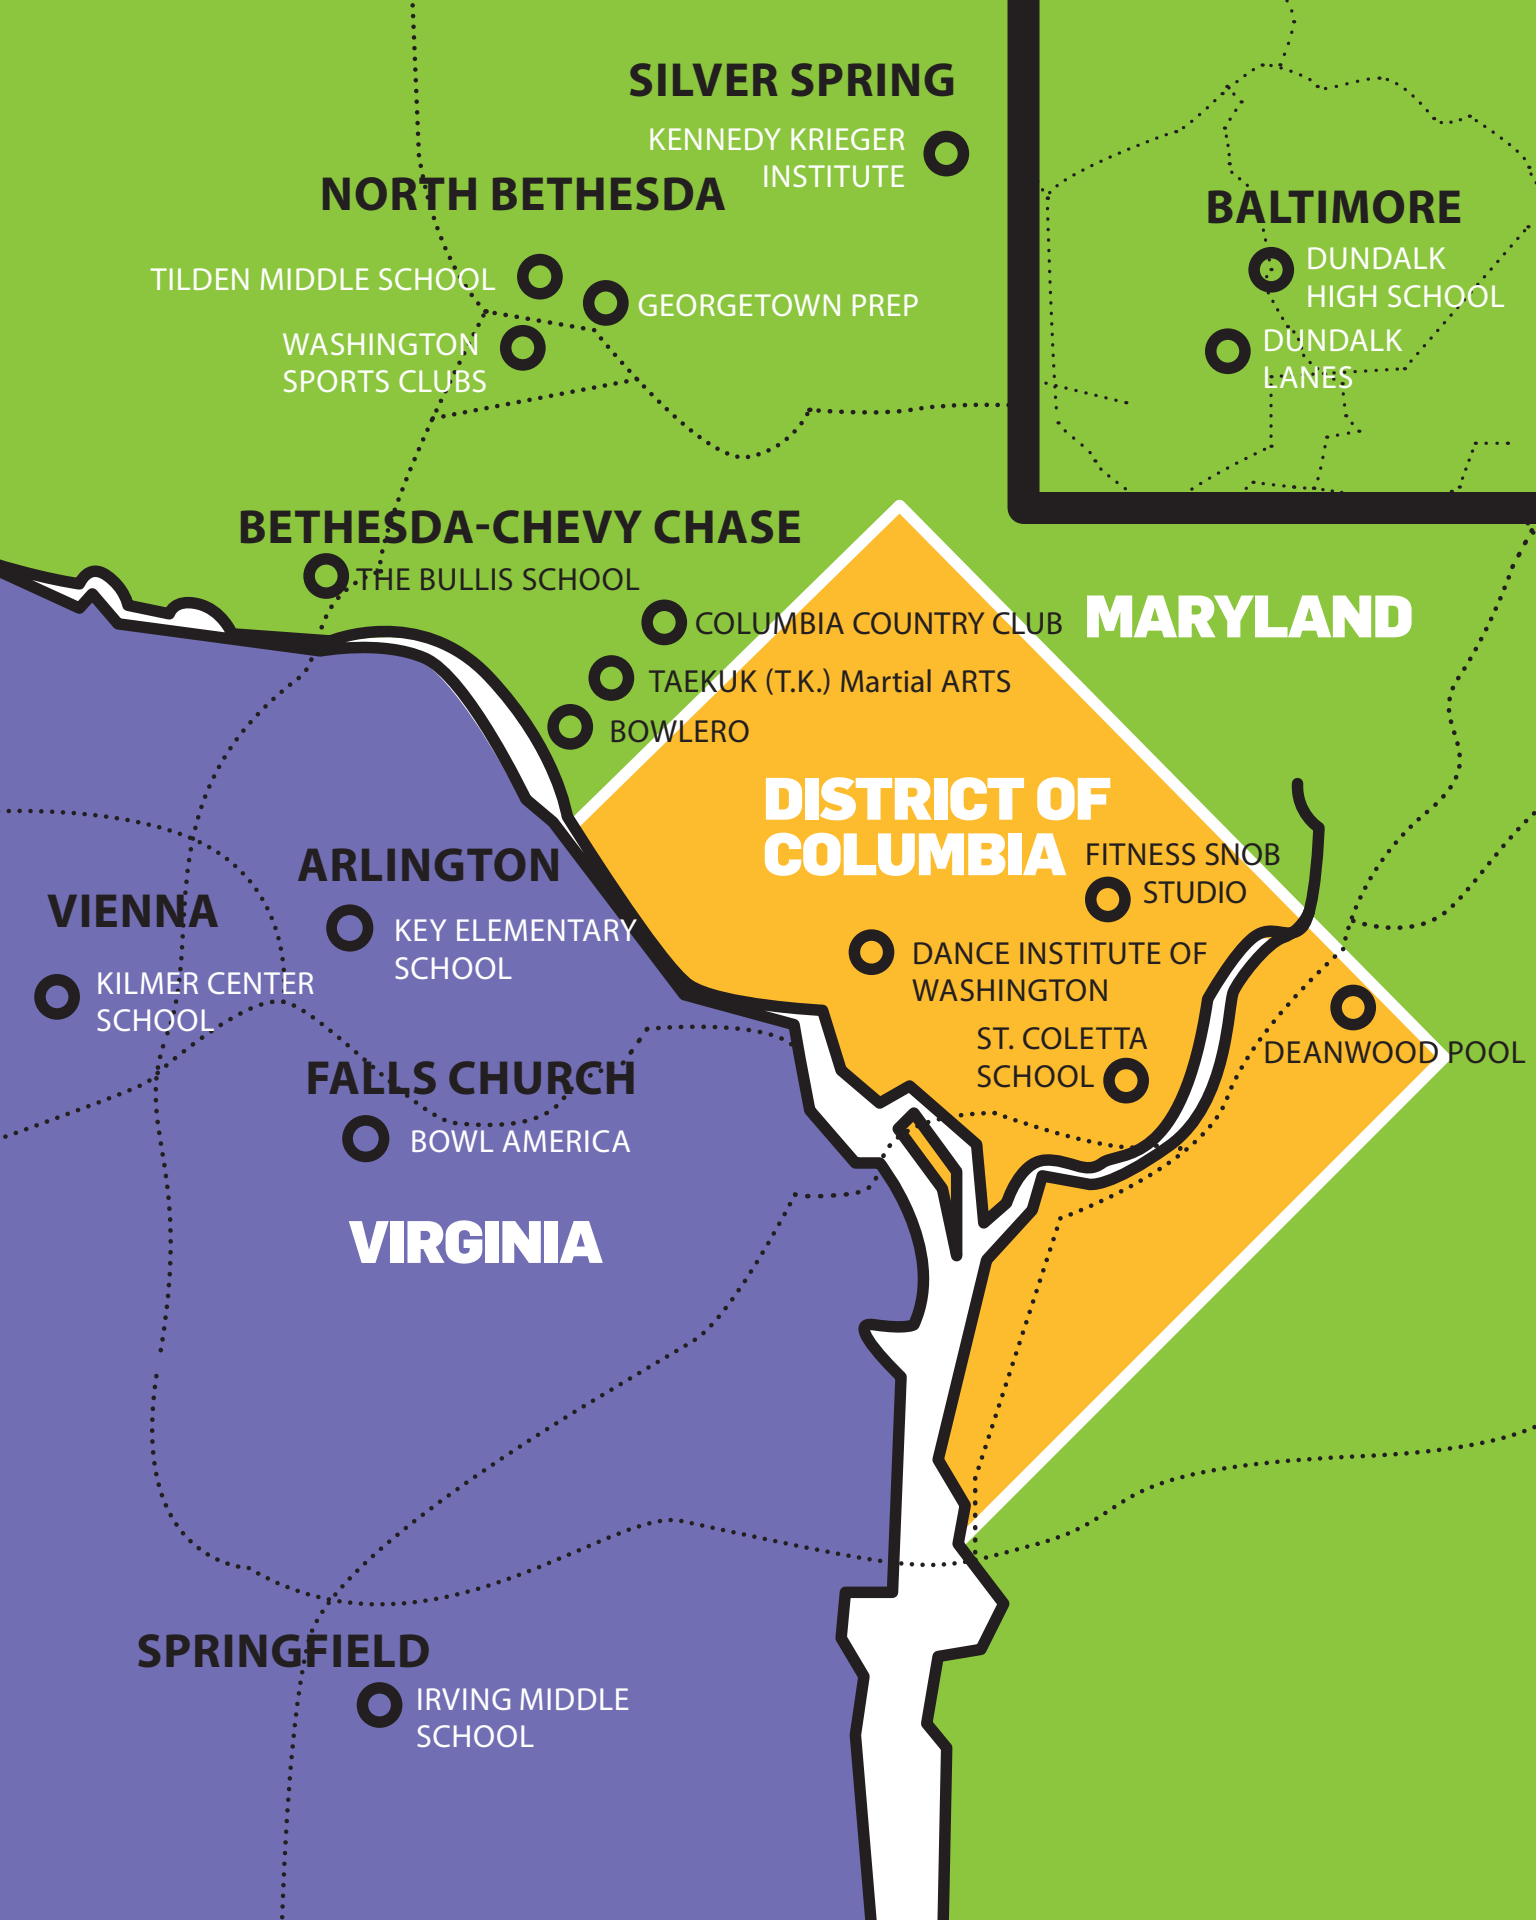 SILVER SPRING
KENNEDY KRIEGER
INSTITUTE
NORTH BETHESDA
TILDEN MIDDLE SCHOOL
GEORGETOWN PREP
WASHINGTON
SPORTS CLUBS
BALTIMORE
DUNDALK
HIGH SCHOOL
DUNDALK
LANES
BETHESDA-CHEVY CHASE
THE BULLIS SCHOOL
COLUMBIA COUNTRY CLUB
TAEKUK (T.K.) Martial ARTS
BOWLERO
MARYLAND
DISTRICT OF
COLUMBIA
FITNESS SNOB
STUDIO
DANCE INSTITUTE OF
WASHINGTON
ST. COLETTA
SCHOOL
DEANWOOD POOL
ARLINGTON
KEY ELEMENTARY
SCHOOL
VIENNA
KILMER CENTER
SCHOOL
FALLS CHURCH
BOWL AMERICA
VIRGINIA
SPRINGFIELD
IRVING MIDDLE
SCHOOL